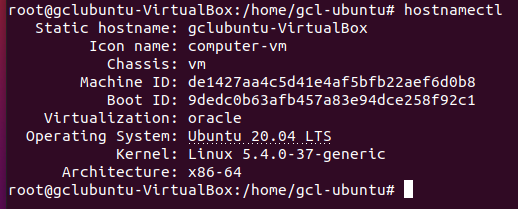 root@gclubuntu-VirtualBox:/home/gcl-ubuntu# hostnamectl
Static hostname: gclubuntu-VirtualBox
Icon name: computer-vm
Chassis: vm
Machine ID: de1427aa4c5d41e4af5bfb22aef6d0b8
Boot ID: 9dedc0b63afb457a83e94dce258f92c1
Virtualization: oracle
Operating System: Ubuntu 20.04 LTS
Kernel: Linux 5.4.0-37-generic
Architecture: x86-64
root@gclubuntu-VirtualBox:/home/gcl-ubuntu#